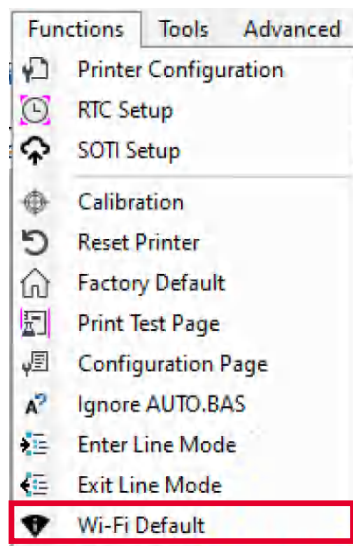 Functions Tools Advanced
Printer Configuration
RTC Setup
SOTI Setup
Calibration
Reset Printer
Factory Default
Print Test Page
Configuration Page
Ignore AUTO.BAS
Enter Line Mode
Exit Line Mode
Wi-Fi Default